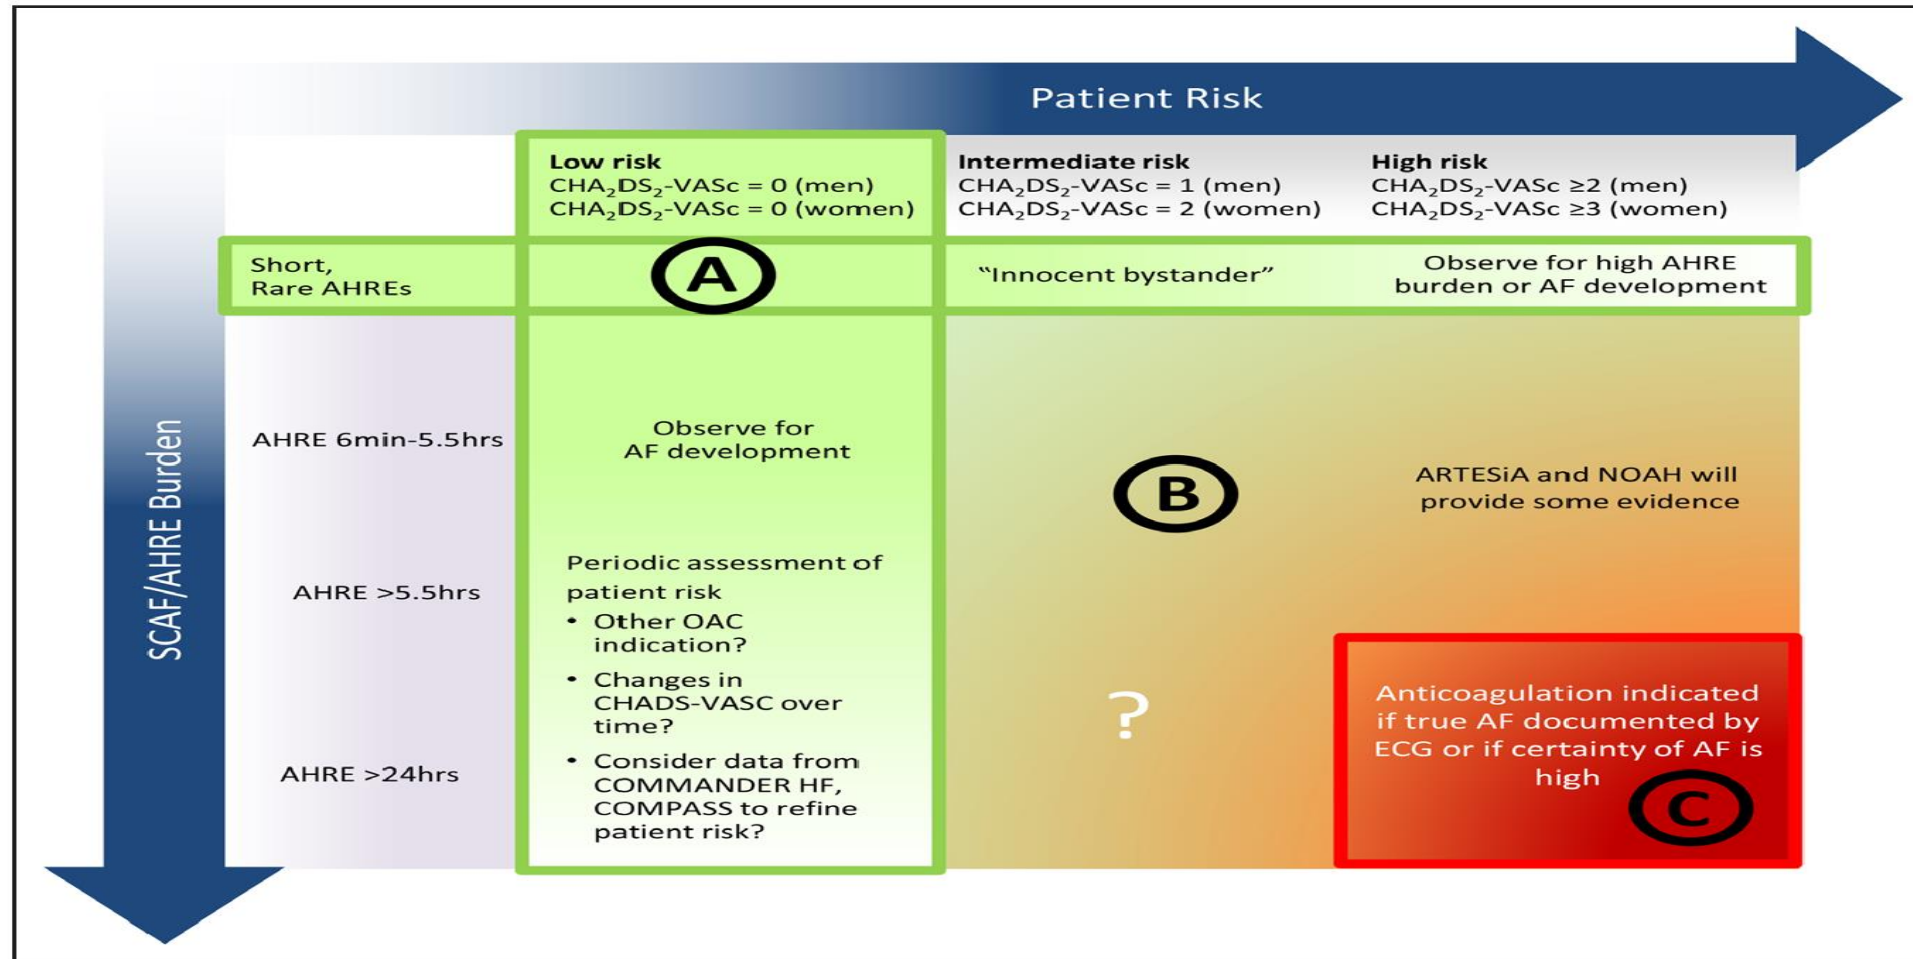 Patient Risk
Low risk
CHA₂DS₂-VASc = 0 (men)
CHA₂DS₂-VASc = 0 (women)
Intermediate risk
CHA₂DS₂-VASc = 1 (men)
CHA₂DS₂-VASc = 2 (women)
High risk
CHA₂DS₂-VASc ≥2 (men)
CHA₂DS₂-VASc ≥3 (women)
Short,
Rare AHREs
A
“Innocent bystander”
Observe for high AHRE
burden or AF development
SCAF/AHRE Burden
AHRE 6min-5.5hrs
Observe for
AF development
B
ARTESiA and NOAH will
provide some evidence
AHRE >5.5hrs
Periodic assessment of
patient risk
• Other OAC
indication?
• Changes in
CHADS-VASC over
time?
AHRE >24hrs
• Consider data from
COMMANDER HF,
COMPASS to refine
patient risk?
?
Anticoagulation indicated
if true AF documented by
ECG or if certainty of AF is
high
C